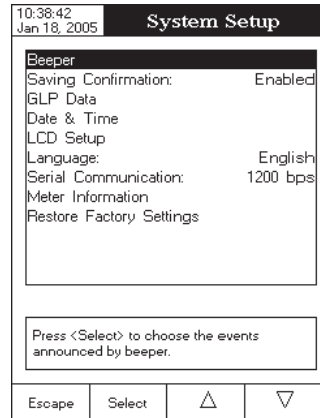 10:38:42
Jan 18, 2005
System Setup
Beeper
Saving Confirmation: Enabled
GLP Data
Date & Time
LCD Setup
Language: English
Serial Communication: 1200 bps
Meter Information
Restore Factory Settings
Press <Select> to choose the events
announced by beeper.
Escape Select △ ▽